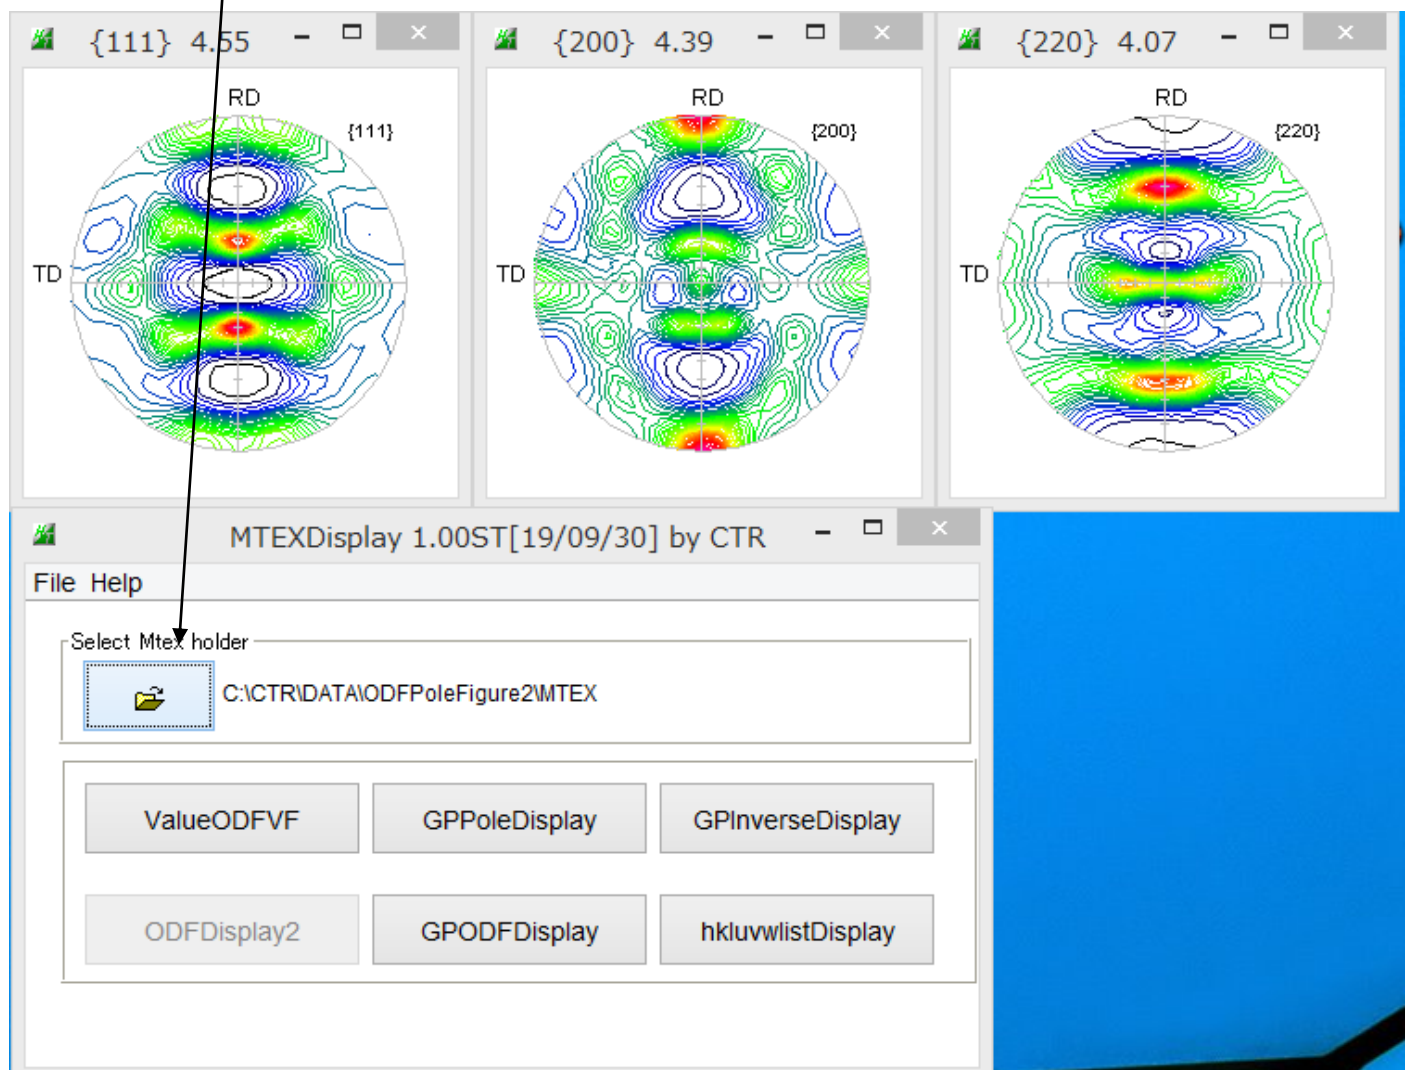 {111} 4.55
{200} 4.39
{220} 4.07
RD
{111}
TD
RD
{200}
TD
RD
{220}
TD
MTEXDisplay 1.00ST[19/09/30] by CTR
File Help
Select Mtex holder
C:\CTR\DATA\ODFPoleFigure2\MTEX
ValueODFVF
GPPoleDisplay
GPInverseDisplay
ODFDisplay2
GPODFDisplay
hkluvwlistDisplay